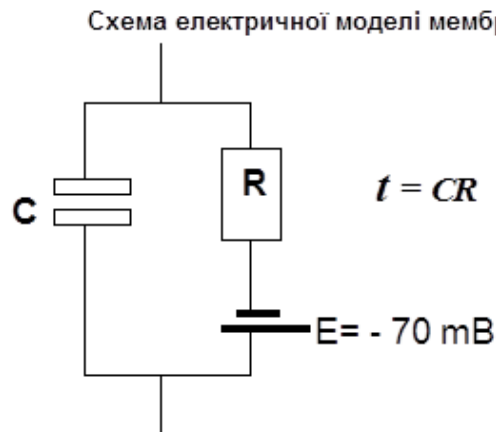 Схема електричної моделі
C
R
t = CR
E= - 70 mB